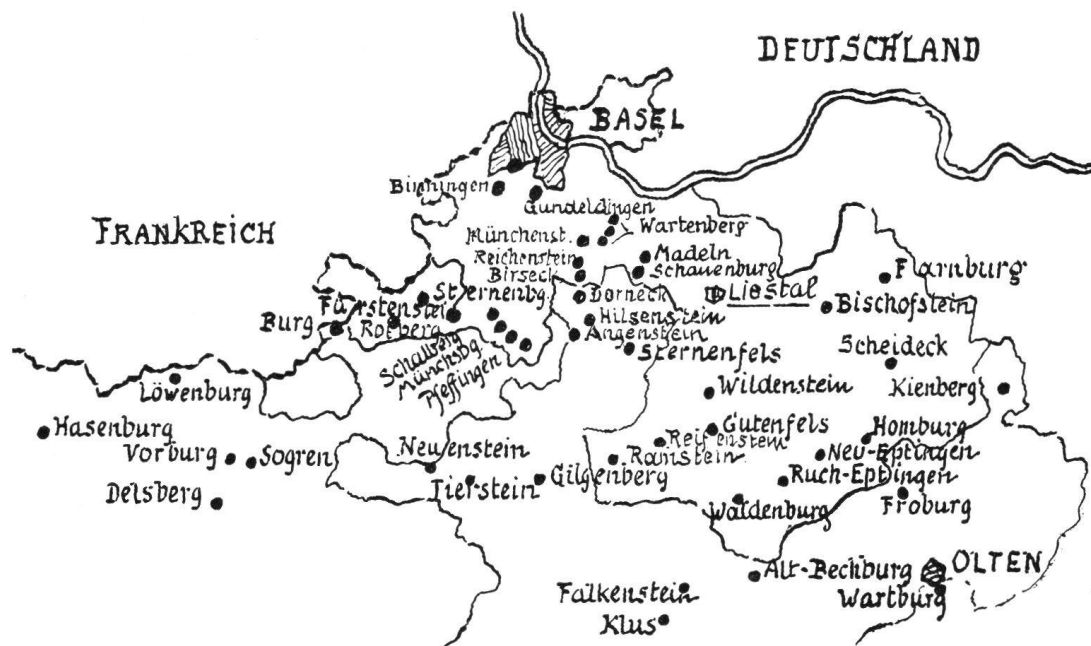 DEUTSCHLAND
BASEL
Binningen
Gundeldingen
FRANKREICH
Münchenst.
Wartenberg
Reichenstein
Madeln
Birseck
Schauenburg
Farnburg
Sternenbg.
Dorneck
Liestal
Fürstenstei
Bischofstein
Burg
Rotberg
Hilsenstein
Angenstein
Schalberg
Münchsbg.
Pfeffingen
Sternenfels
Scheideck
Löwenburg
Wildenstein
Kienberg
Hasenburg
Gutenfels
Homburg
Vorburg
Sogren
Neuenstein
Reifenstein
Neu-Eptingen
Ramstein
Delsberg
Tierstein
Gilgenberg
Ruch-Eptingen
Waldenburg
Froburg
Alt-Bechburg
OLTEN
Falkenstein
Wartburg
Klus